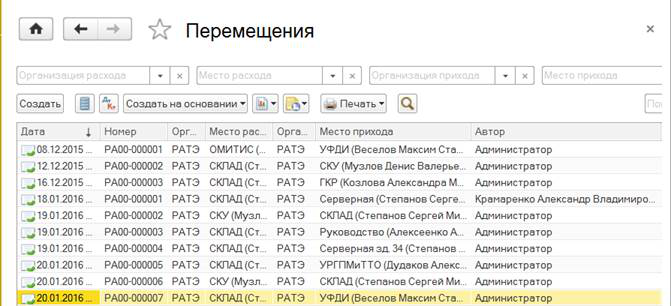 Перемещения
Организация расхода Место расхода Организация прихода Место прихода
Создать Дт Кт Создать на основании Печать
Дата ↓ Номер Орг... Место рас... Орга... Место прихода Автор
08.12.2015 ... РА00-000001 РАТЭ ОМИТИС (... РАТЭ УФДИ (Веселов Максим Ста... Администратор
12.12.2015 ... РА00-000002 РАТЭ СКЛАД (Ст... РАТЭ СКУ (Музлов Денис Валерье... Администратор
16.12.2015 ... РА00-000003 РАТЭ СКЛАД (Ст... РАТЭ ГКР (Козлова Александра М... Администратор
18.01.2016 ... РА00-000001 РАТЭ СКЛАД (Ст... РАТЭ Серверная (Степанов Серге... Крамаренко Александр Владимиро...
19.01.2016 ... РА00-000002 РАТЭ СКУ (Музл... РАТЭ СКЛАД (Степанов Сергей Ми... Администратор
19.01.2016 ... РА00-000003 РАТЭ СКЛАД (Ст... РАТЭ Руководство (Алексеенко А... Администратор
19.01.2016 ... РА00-000004 РАТЭ СКЛАД (Ст... РАТЭ Серверная зд. 34 (Степанов ... Администратор
20.01.2016 ... РА00-000005 РАТЭ СКЛАД (Ст... РАТЭ УРГПМиТТО (Дудаков Алекс... Администратор
20.01.2016 ... РА00-000006 РАТЭ СКУ (Музл... РАТЭ СКЛАД (Степанов Сергей Ми... Администратор
20.01.2016 ... РА00-000007 РАТЭ СКЛАД (Ст... РАТЭ УФДИ (Веселов Максим Ста... Администратор